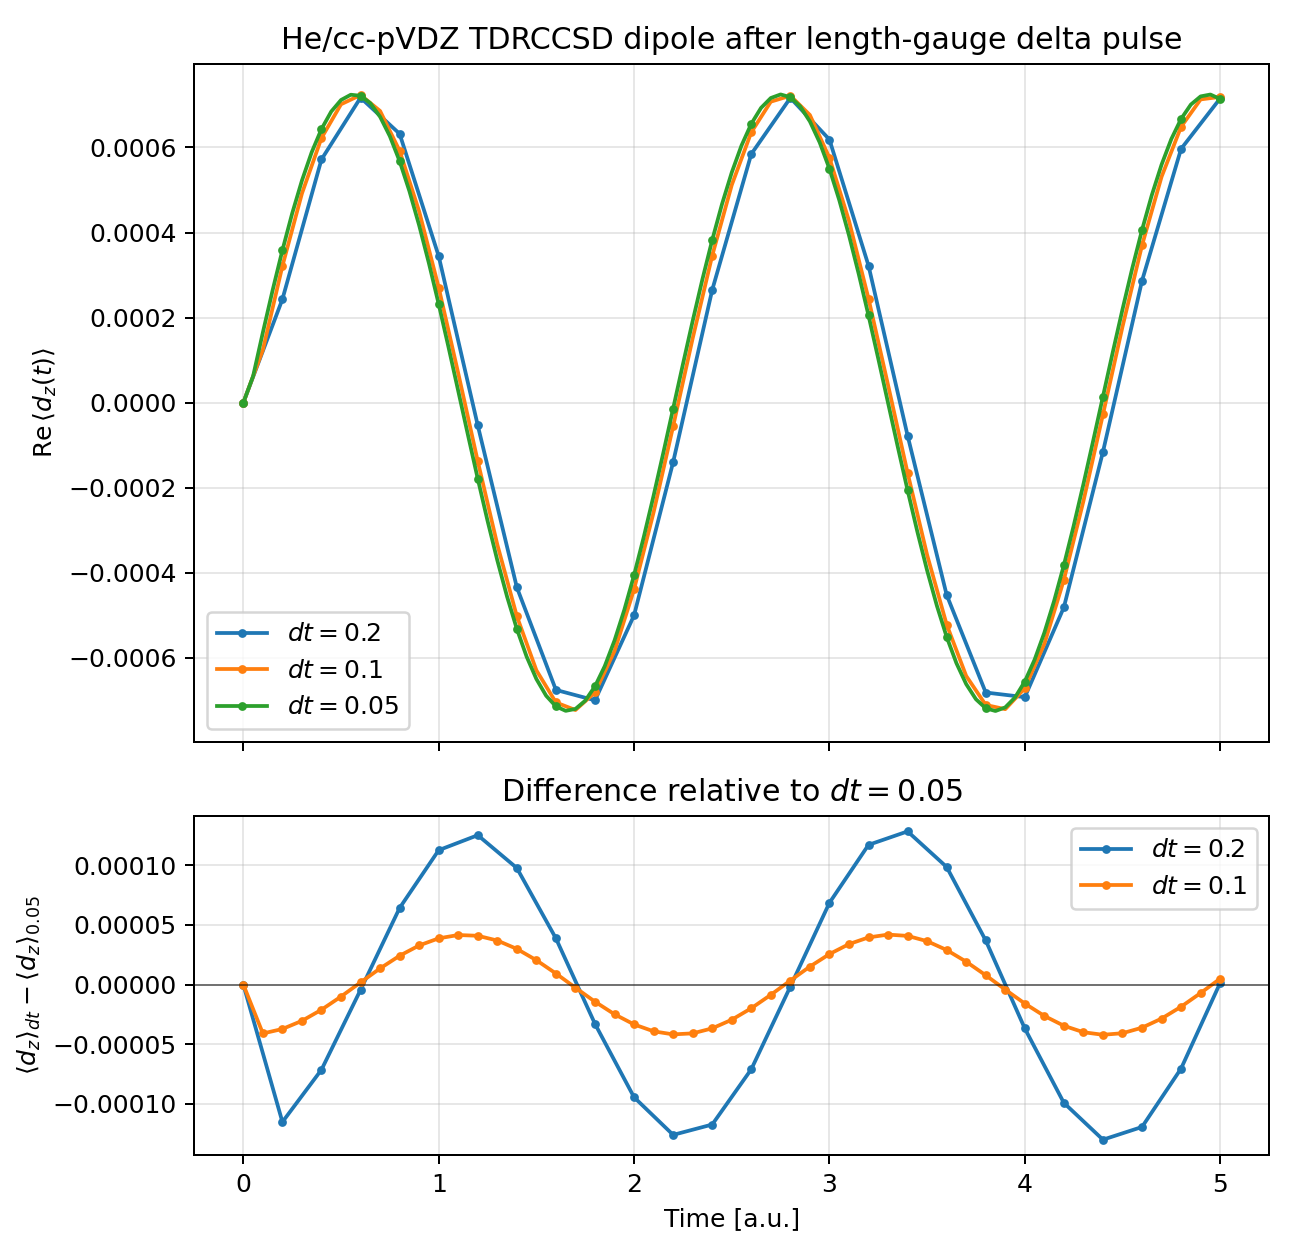 He/cc-pVDZ TDRCCSD dipole after length-gauge delta pulse
0.0006
0.0004
0.0002
0.0000
−0.0002
−0.0004
−0.0006
Re ⟨d_z(t)⟩
dt = 0.2
dt = 0.1
dt = 0.05
Difference relative to dt = 0.05
0.00010
0.00005
0.00000
−0.00005
−0.00010
⟨d_z⟩_dt − ⟨d_z⟩_0.05
dt = 0.2
dt = 0.1
0 1 2 3 4 5
Time [a.u.]